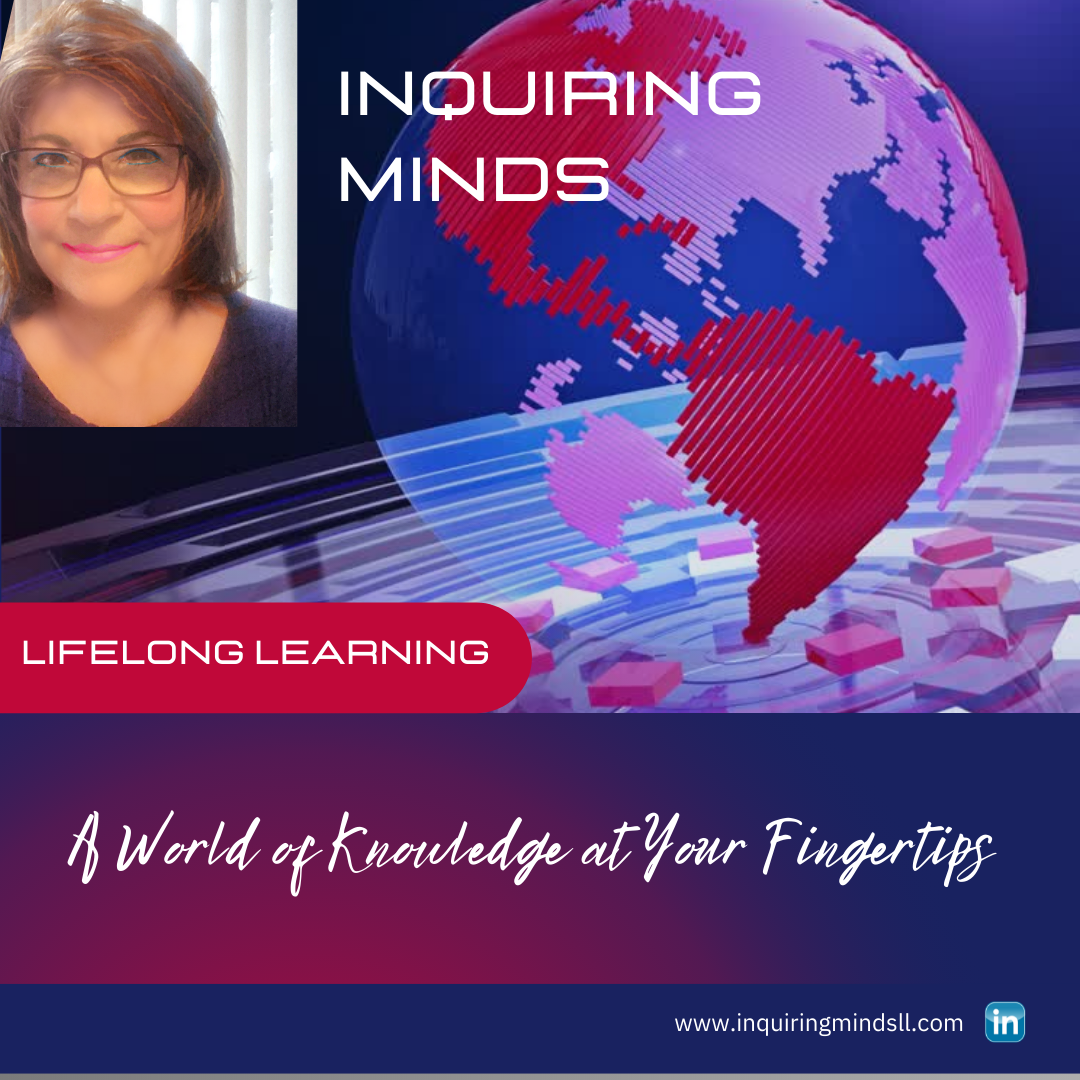 INQUIRING
MINDS
LIFELONG LEARNING
A World of Knowledge at Your Fingertips
www.inquiringmindsll.com
in